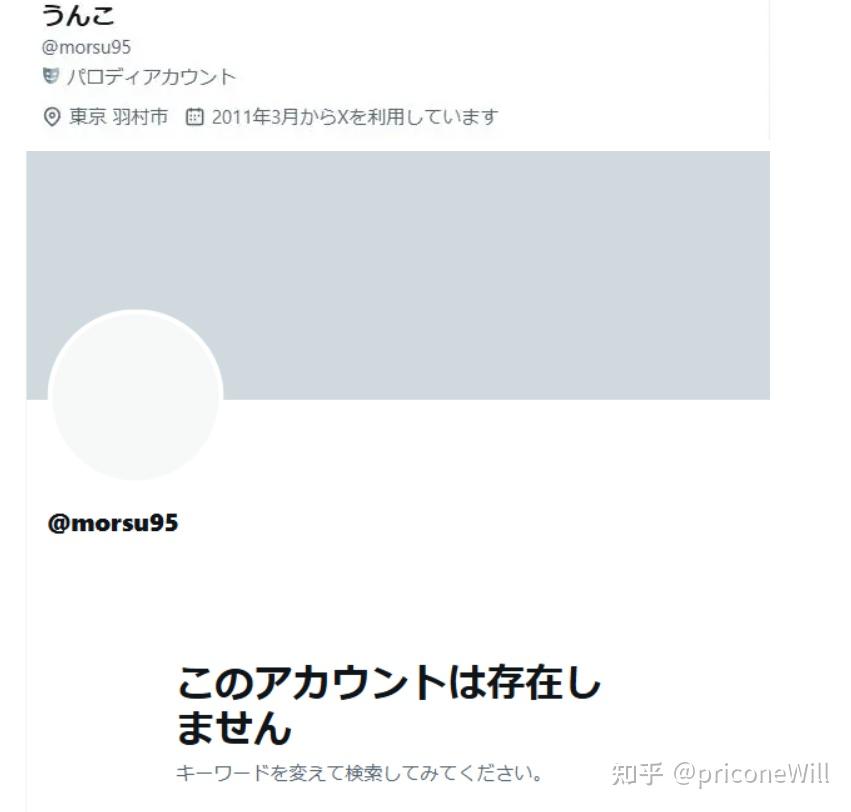 うんこ
@morsu95
パロディアカウント
東京 羽村市 2011年3月からXを利用しています
@morsu95
このアカウントは存在し
ません
キーワードを変えて検索してみてください。
知乎 @priconeWill